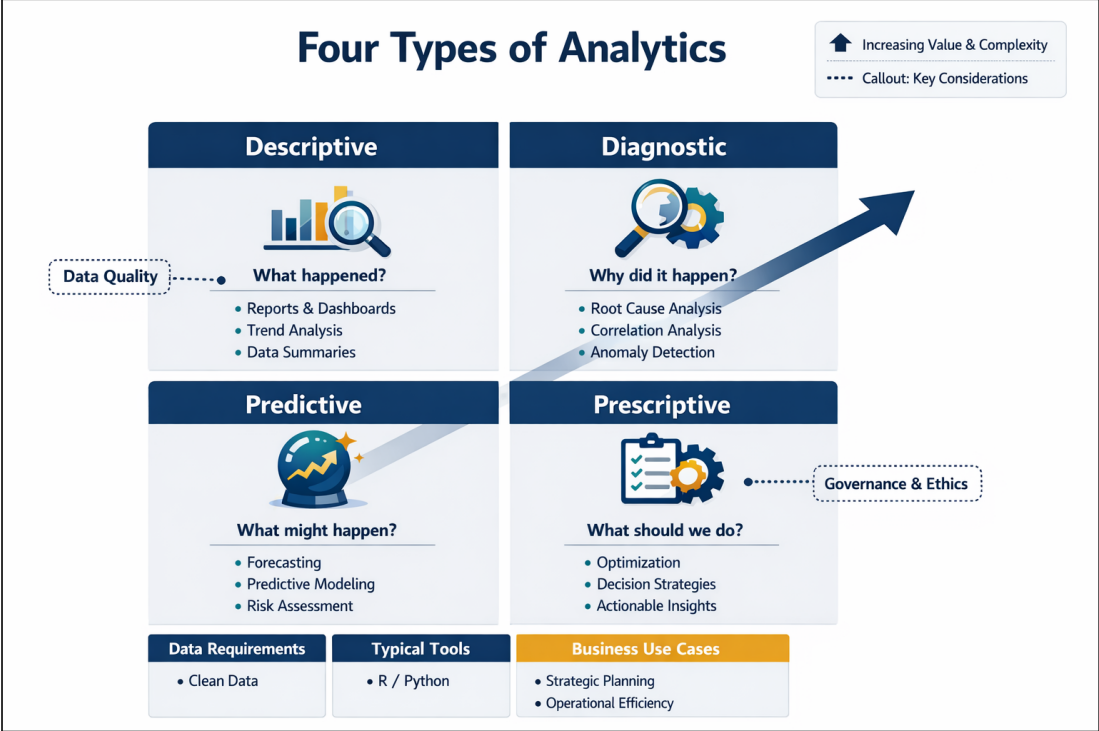 Four Types of Analytics
Increasing Value & Complexity
Callout: Key Considerations
Descriptive
What happened?
• Reports & Dashboards
• Trend Analysis
• Data Summaries
Data Quality
Diagnostic
Why did it happen?
• Root Cause Analysis
• Correlation Analysis
• Anomaly Detection
Predictive
What might happen?
• Forecasting
• Predictive Modeling
• Risk Assessment
Prescriptive
What should we do?
• Optimization
• Decision Strategies
• Actionable Insights
Governance & Ethics
Data Requirements
• Clean Data
Typical Tools
• R / Python
Business Use Cases
• Strategic Planning
• Operational Efficiency